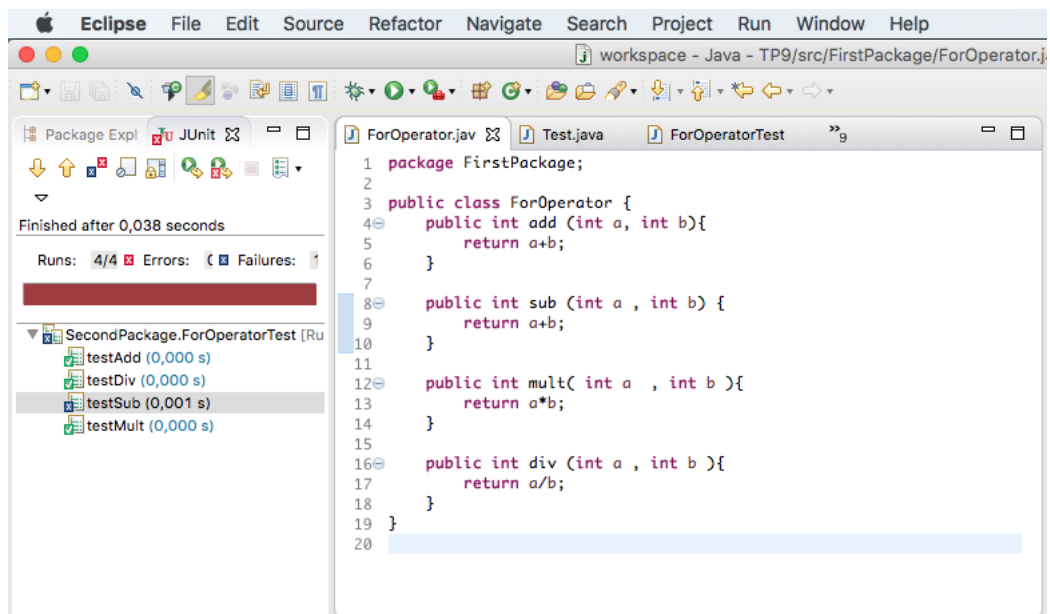 Eclipse File Edit Source Refactor Navigate Search Project Run Window Help
workspace - Java - TP9/src/FirstPackage/ForOperator.j
Package Expl JUnit
ForOperator.jav Test.java ForOperatorTest »9
Finished after 0,038 seconds
Runs: 4/4 Errors: Failures: 1
SecondPackage.ForOperatorTest [Ru
testAdd (0,000 s)
testDiv (0,000 s)
testSub (0,001 s)
testMult (0,000 s)
1 package FirstPackage;
2
3 public class ForOperator {
4 public int add (int a, int b){
5 return a+b;
6 }
7
8 public int sub (int a , int b) {
9 return a+b;
10 }
11
12 public int mult( int a  , int b ){
13 return a*b;
14 }
15
16 public int div (int a , int b ){
17 return a/b;
18 }
19 }
20